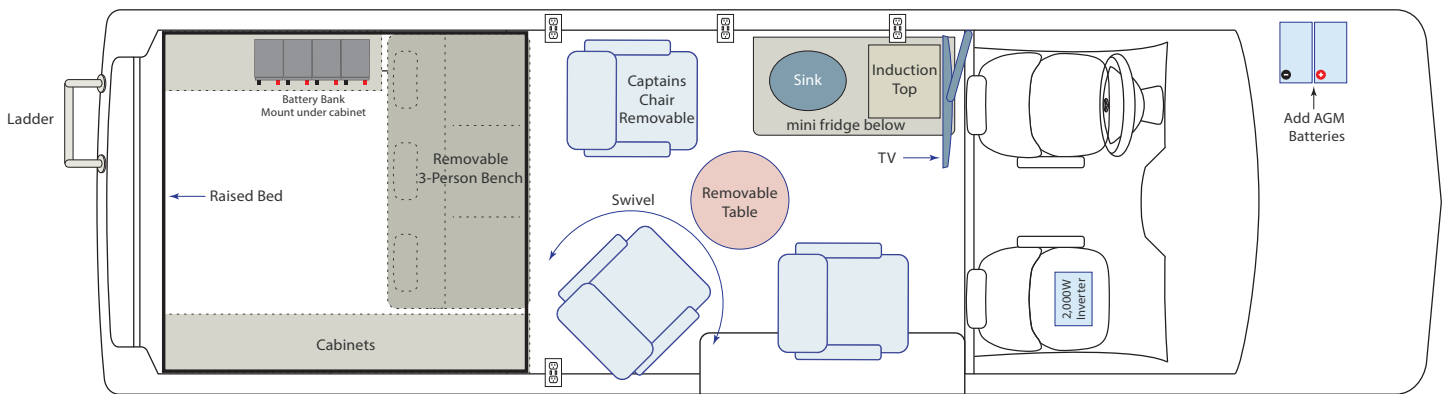 Ladder
Battery Bank
Mount under cabinet
Raised Bed
Removable
3-Person Bench
Cabinets
Captains
Chair
Removable
Swivel
Removable
Table
Sink
Induction
Top
mini fridge below
TV
2,000W
Inverter
Add AGM
Batteries